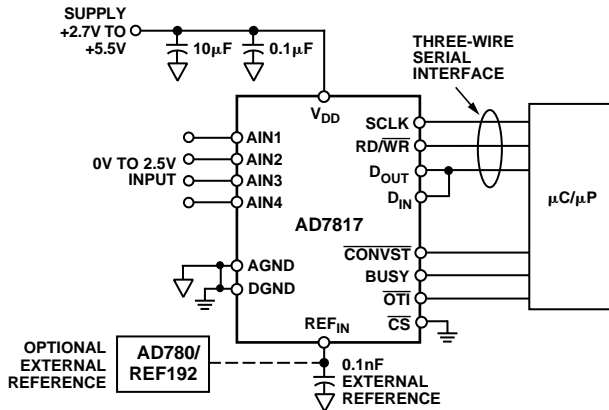 SUPPLY
+2.7V TO
+5.5V
10μF
0.1μF
THREE-WIRE
SERIAL
INTERFACE
VDD
AIN1
AIN2
AIN3
AIN4
0V TO 2.5V
INPUT
SCLK
RD/WR
DOUT
DIN
AD7817
μC/μP
CONVST
BUSY
OTI
CS
AGND
DGND
REFIN
OPTIONAL
EXTERNAL
REFERENCE
AD780/
REF192
0.1nF
EXTERNAL
REFERENCE